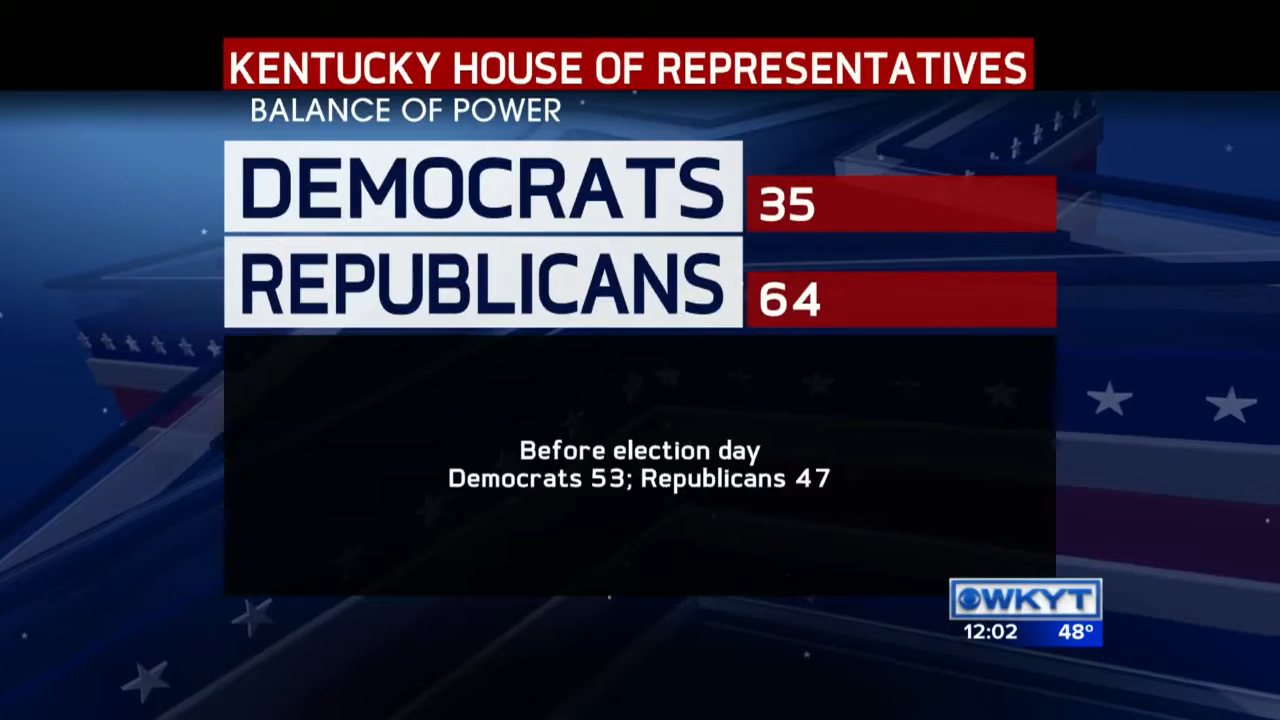 KENTUCKY HOUSE OF REPRESENTATIVES
BALANCE OF POWER
DEMOCRATS 35
REPUBLICANS 64
Before election day
Democrats 53; Republicans 47
WKYT
12:02 48°